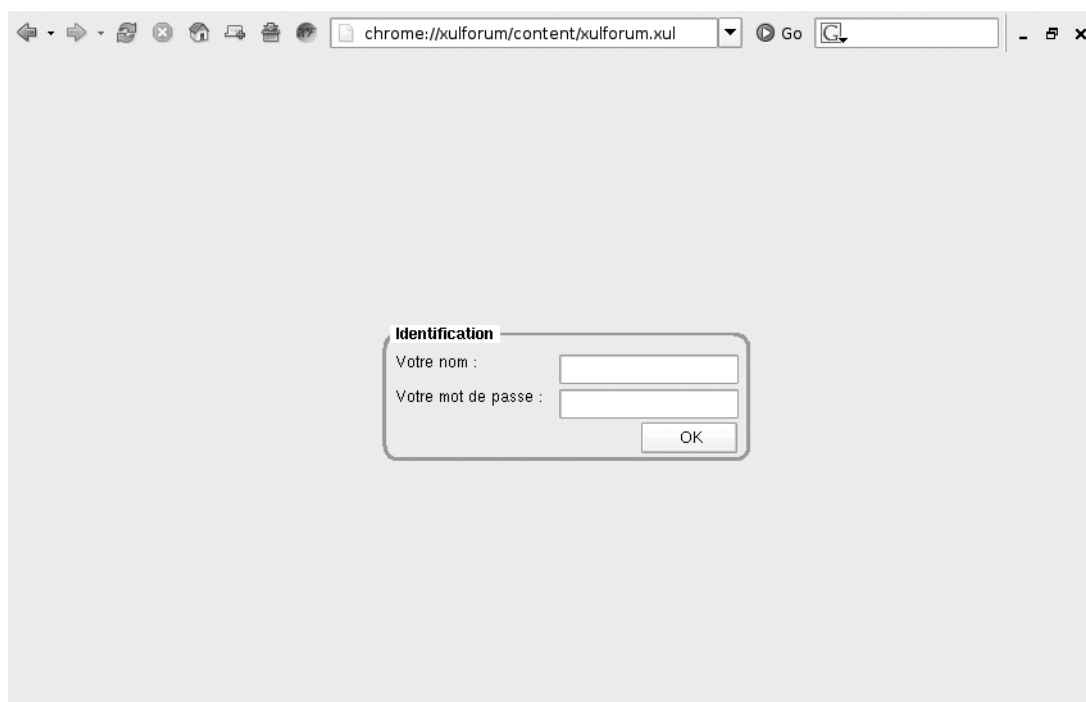 chrome://xulforum/content/xulforum.xul Go G
Identification
Votre nom :
Votre mot de passe :
OK